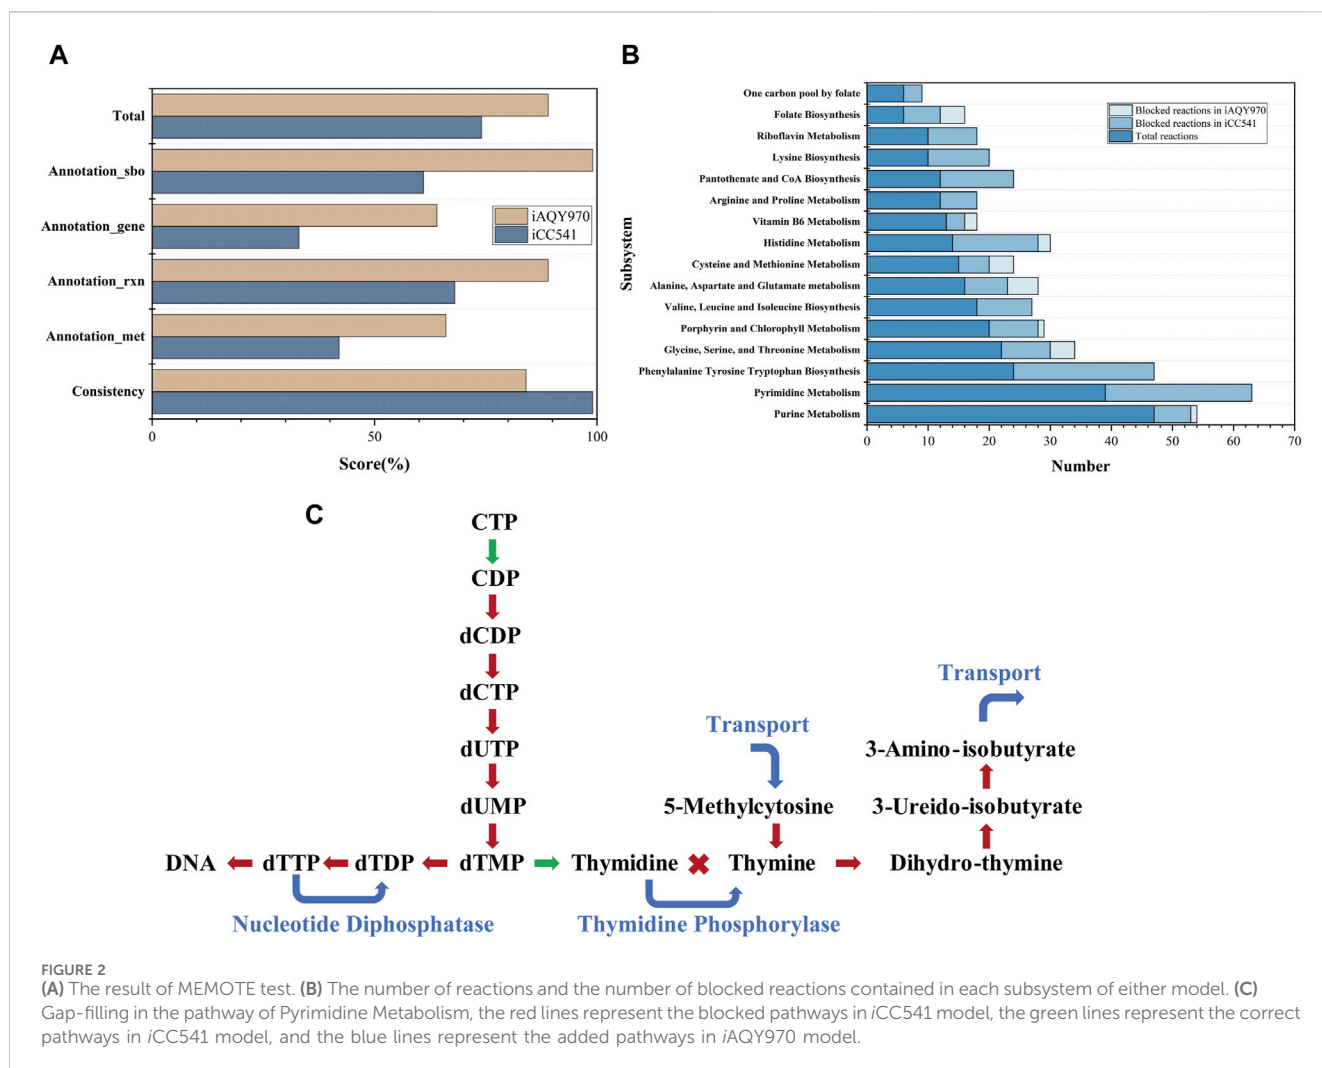 A
Total
Annotation_sbo
Annotation_gene
Annotation_rxn
Annotation_met
Consistency
iAQY970
iCC541
0
50
100
Score(%)
B
Subsystem
One carbon pool by folate
Folate Biosynthesis
Riboflavin Metabolism
Lysine Biosynthesis
Pantothenate and CoA Biosynthesis
Arginine and Proline Metabolism
Vitamin B6 Metabolism
Histidine Metabolism
Cysteine and Methionine Metabolism
Alanine, Aspartate and Glutamate metabolism
Valine, Leucine and Isoleucine Biosynthesis
Porphyrin and Chlorophyll Metabolism
Glycine, Serine, and Threonine Metabolism
Phenylalanine Tyrosine Tryptophan Biosynthesis
Pyrimidine Metabolism
Purine Metabolism
Blocked reactions in iAQY970
Blocked reactions in iCC541
Total reactions
0 10 20 30 40 50 60 70
Number
C
CTP
CDP
dCDP
dCTP
dUTP
dUMP
Transport
5-Methylcytosine
Transport
3-Amino-isobutyrate
3-Ureido-isobutyrate
DNA dTTP dTDP dTMP Thymidine Thymine Dihydro-thymine
Nucleotide Diphosphatase Thymidine Phosphorylase
FIGURE 2
(A) The result of MEMOTE test. (B) The number of reactions and the number of blocked reactions contained in each subsystem of either model. (C)
Gap-filling in the pathway of Pyrimidine Metabolism, the red lines represent the blocked pathways in iCC541 model, the green lines represent the correct
pathways in iCC541 model, and the blue lines represent the added pathways in iAQY970 model.